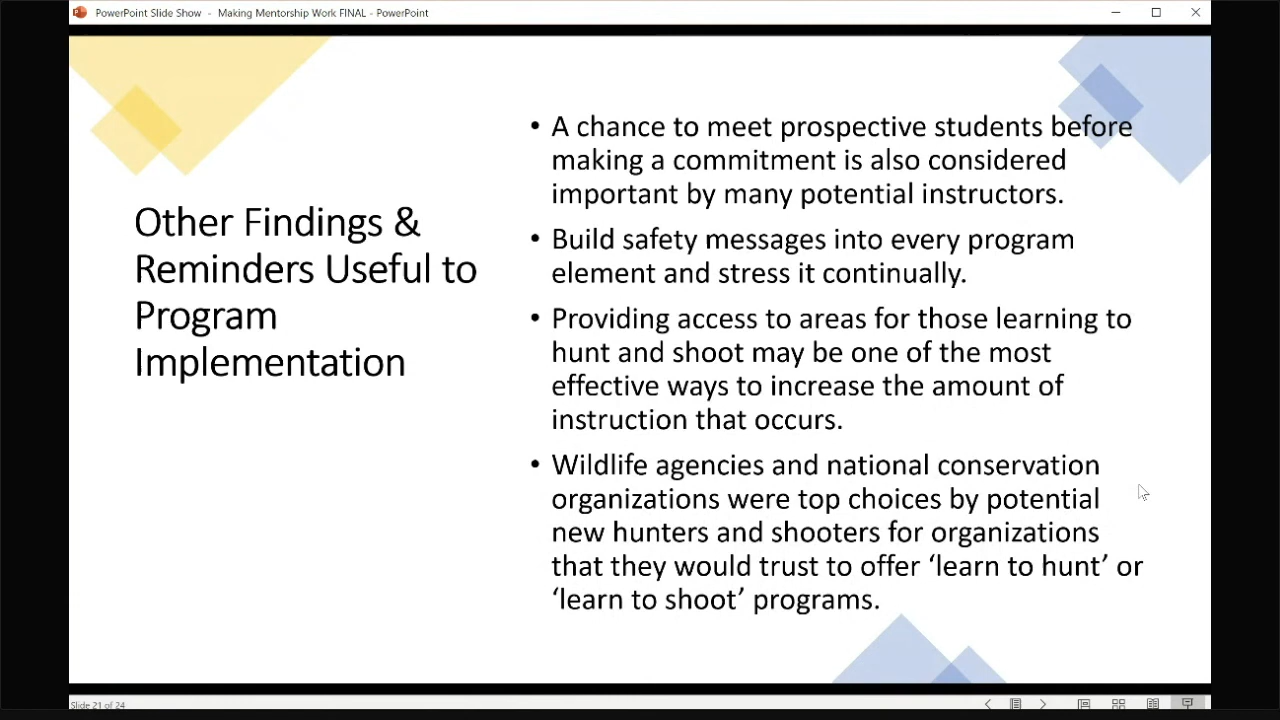 PowerPoint Slide Show - Making Mentorship Work FINAL - PowerPoint
Other Findings &
Reminders Useful to
Program
Implementation
• A chance to meet prospective students before
making a commitment is also considered
important by many potential instructors.
• Build safety messages into every program
element and stress it continually.
• Providing access to areas for those learning to
hunt and shoot may be one of the most
effective ways to increase the amount of
instruction that occurs.
• Wildlife agencies and national conservation
organizations were top choices by potential
new hunters and shooters for organizations
that they would trust to offer ‘learn to hunt’ or
‘learn to shoot’ programs.
Slide 21 of 24